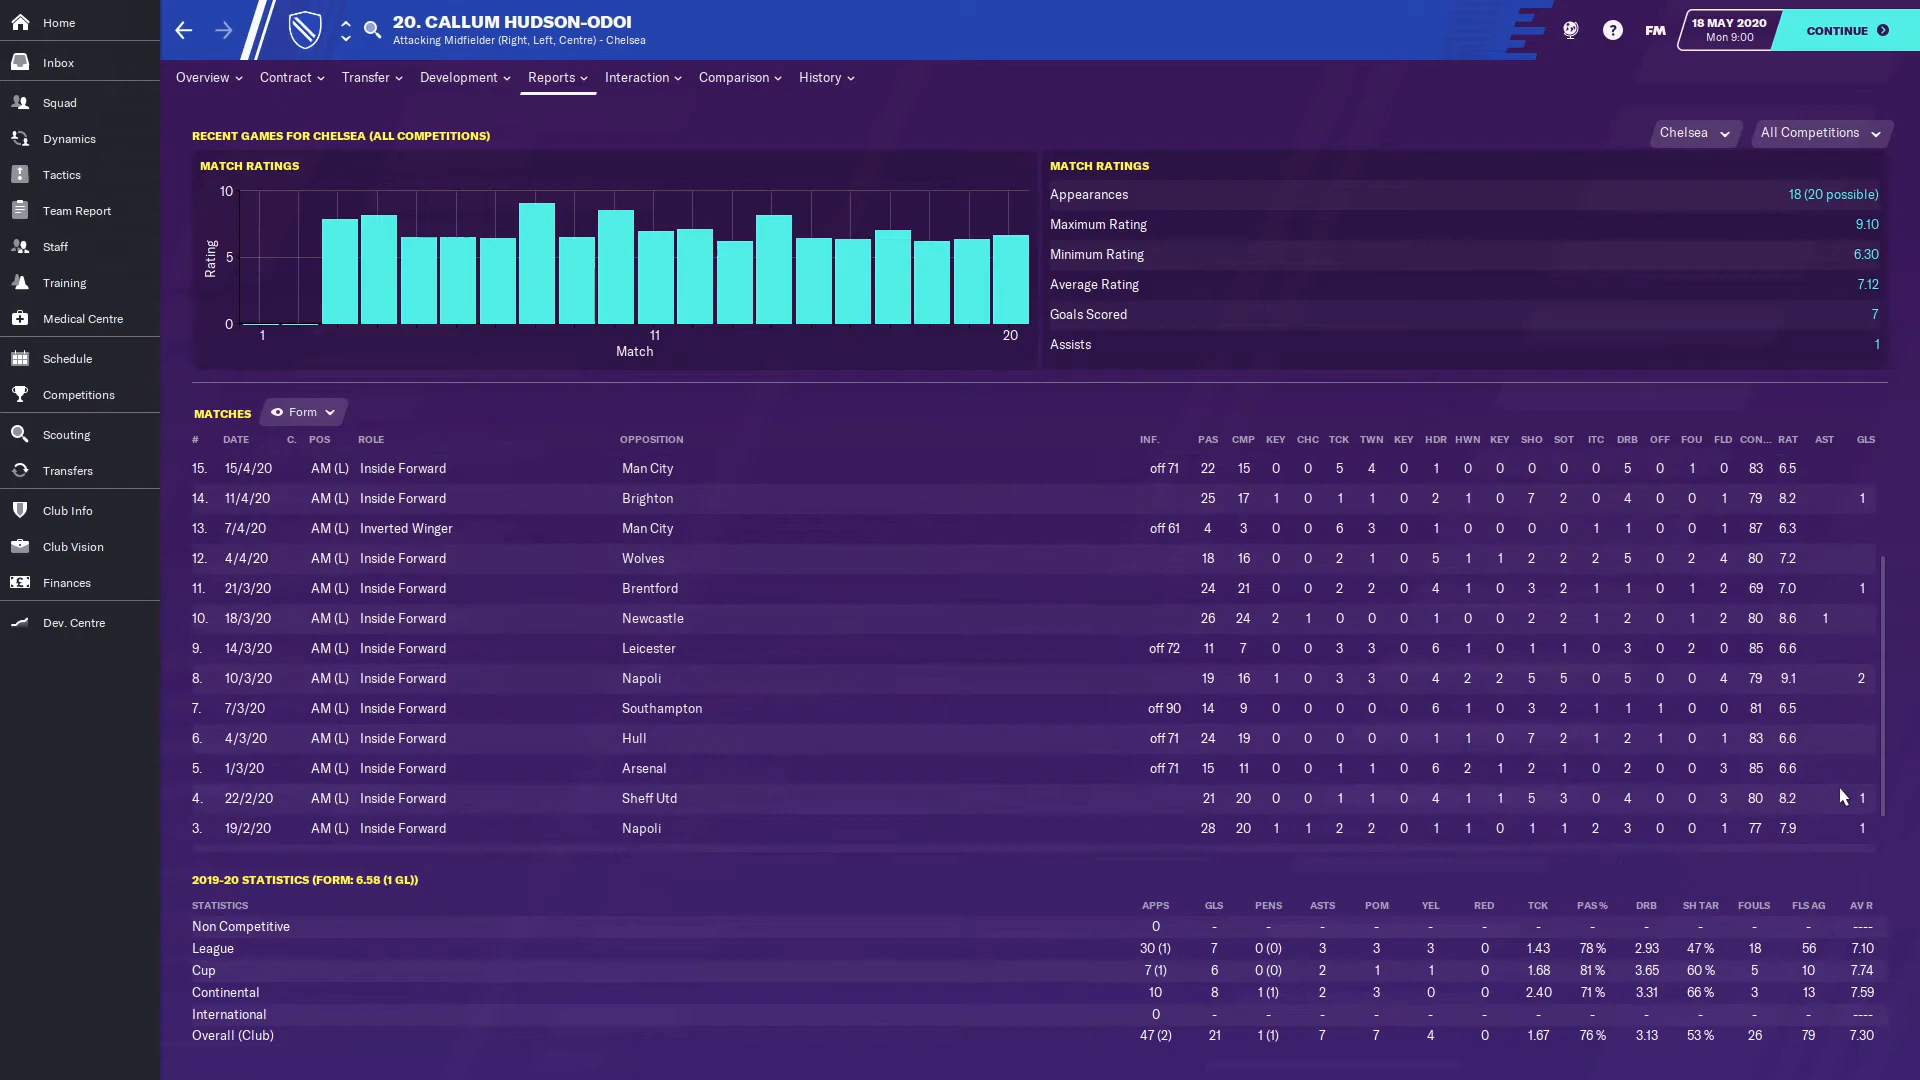 Home
Inbox
Squad
Dynamics
Tactics
Team Report
Staff
Training
Medical Centre
Schedule
Competitions
Scouting
Transfers
Club Info
Club Vision
Finances
Dev. Centre
20. CALLUM HUDSON-ODOI
Attacking Midfielder (Right, Left, Centre) - Chelsea
? FM 18 MAY 2020
Mon 9:00
CONTINUE
Overview Contract Transfer Development Reports Interaction Comparison History
RECENT GAMES FOR CHELSEA (ALL COMPETITIONS)
Chelsea All Competitions
MATCH RATINGS
10
5
0
Rating
1 11 20
Match
MATCH RATINGS
Appearances 18 (20 possible)
Maximum Rating 9.10
Minimum Rating 6.30
Average Rating 7.12
Goals Scored 7
Assists 1
MATCHES Form
# DATE C. POS ROLE OPPOSITION INF. PAS CMP KEY CHC TCK TWN KEY HDR HWN KEY SHO SOT ITC DRB OFF FOU FLD CON... RAT AST GLS
15. 15/4/20 AM (L) Inside Forward Man City off 71 22 15 0 0 5 4 0 1 0 0 0 0 0 5 0 1 0 83 6.5
14. 11/4/20 AM (L) Inside Forward Brighton 25 17 1 0 1 1 0 2 1 0 7 2 0 4 0 0 1 79 8.2 1
13. 7/4/20 AM (L) Inverted Winger Man City off 61 4 3 0 0 6 3 0 1 0 0 0 0 1 1 0 0 1 87 6.3
12. 4/4/20 AM (L) Inside Forward Wolves 18 16 0 0 2 1 0 5 1 1 2 2 2 5 0 2 4 80 7.2
11. 21/3/20 AM (L) Inside Forward Brentford 24 21 0 0 2 2 0 4 1 0 3 2 1 1 0 1 2 69 7.0 1
10. 18/3/20 AM (L) Inside Forward Newcastle 26 24 2 1 0 0 0 1 0 0 2 2 1 2 0 1 2 80 8.6 1
9. 14/3/20 AM (L) Inside Forward Leicester off 72 11 7 0 0 3 3 0 6 1 0 1 1 0 3 0 2 0 85 6.6
8. 10/3/20 AM (L) Inside Forward Napoli 19 16 1 0 3 3 0 4 2 2 5 5 0 5 0 0 4 79 9.1 2
7. 7/3/20 AM (L) Inside Forward Southampton off 90 14 9 0 0 0 0 0 6 1 0 3 2 1 1 1 0 0 81 6.5
6. 4/3/20 AM (L) Inside Forward Hull off 71 24 19 0 0 0 0 0 1 1 0 7 2 1 2 1 0 1 83 6.6
5. 1/3/20 AM (L) Inside Forward Arsenal off 71 15 11 0 0 1 1 0 6 2 1 2 1 0 2 0 0 3 85 6.6
4. 22/2/20 AM (L) Inside Forward Sheff Utd 21 20 0 0 1 1 0 4 1 1 5 3 0 4 0 0 3 80 8.2 1
3. 19/2/20 AM (L) Inside Forward Napoli 28 20 1 1 2 2 0 1 1 0 1 1 2 3 0 0 1 77 7.9 1
2019-20 STATISTICS (FORM: 6.58 (1 GL))
STATISTICS APPS GLS PENS ASTS POM YEL RED TCK PAS % DRB SH TAR FOULS FLS AG AV R
Non Competitive 0 - - - - - - - - - - - - ----
League 30 (1) 7 0 (0) 3 3 3 0 1.43 78 % 2.93 47 % 18 56 7.10
Cup 7 (1) 6 0 (0) 2 1 1 0 1.68 81 % 3.65 60 % 5 10 7.74
Continental 10 8 1 (1) 2 3 0 0 2.40 71 % 3.31 66 % 3 13 7.59
International 0 - - - - - - - - - - - - ----
Overall (Club) 47 (2) 21 1 (1) 7 7 4 0 1.67 76 % 3.13 53 % 26 79 7.30